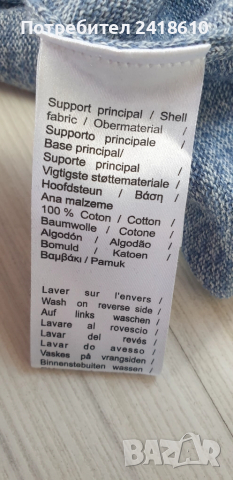 Потребител 2418610
Support principal / Shell
fabric / Obermaterial /
Supporto principale /
Base principal/
Suporte principal /
Vigtigste støttemateriale /
Hoofdsteun / Βάση /
Ana malzeme
100 % Coton / Cotton /
Baumwolle / Cotone /
Algodón / Algodão /
Bomuld / Katoen /
Βαμβάκι / Pamuk
Laver sur l'envers /
Wash on reverse side /
Auf links waschen /
Lavare al rovescio /
Lavar del revés /
Lavar do avesso /
Vaskes på vrangsiden /
Binnenstebuiten wassen /
BAZAR